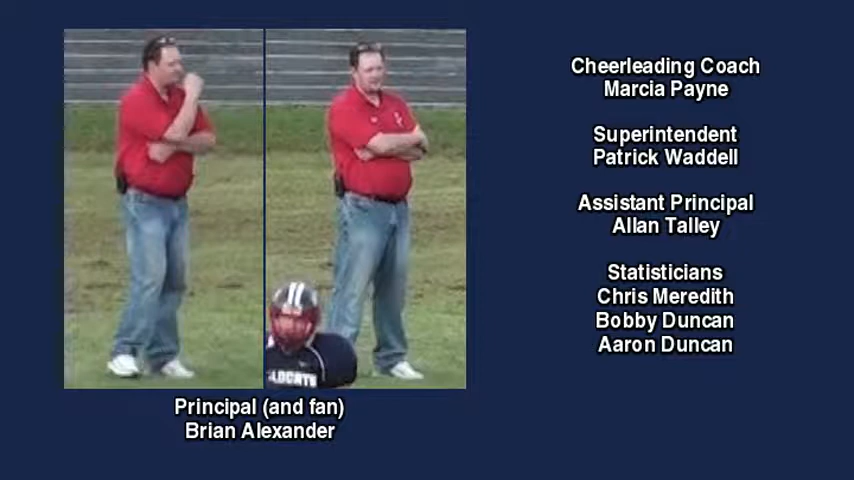 Cheerleading Coach
Marcia Payne
Superintendent
Patrick Waddell
Assistant Principal
Allan Talley
Statisticians
Chris Meredith
Bobby Duncan
Aaron Duncan
Principal (and fan)
Brian Alexander